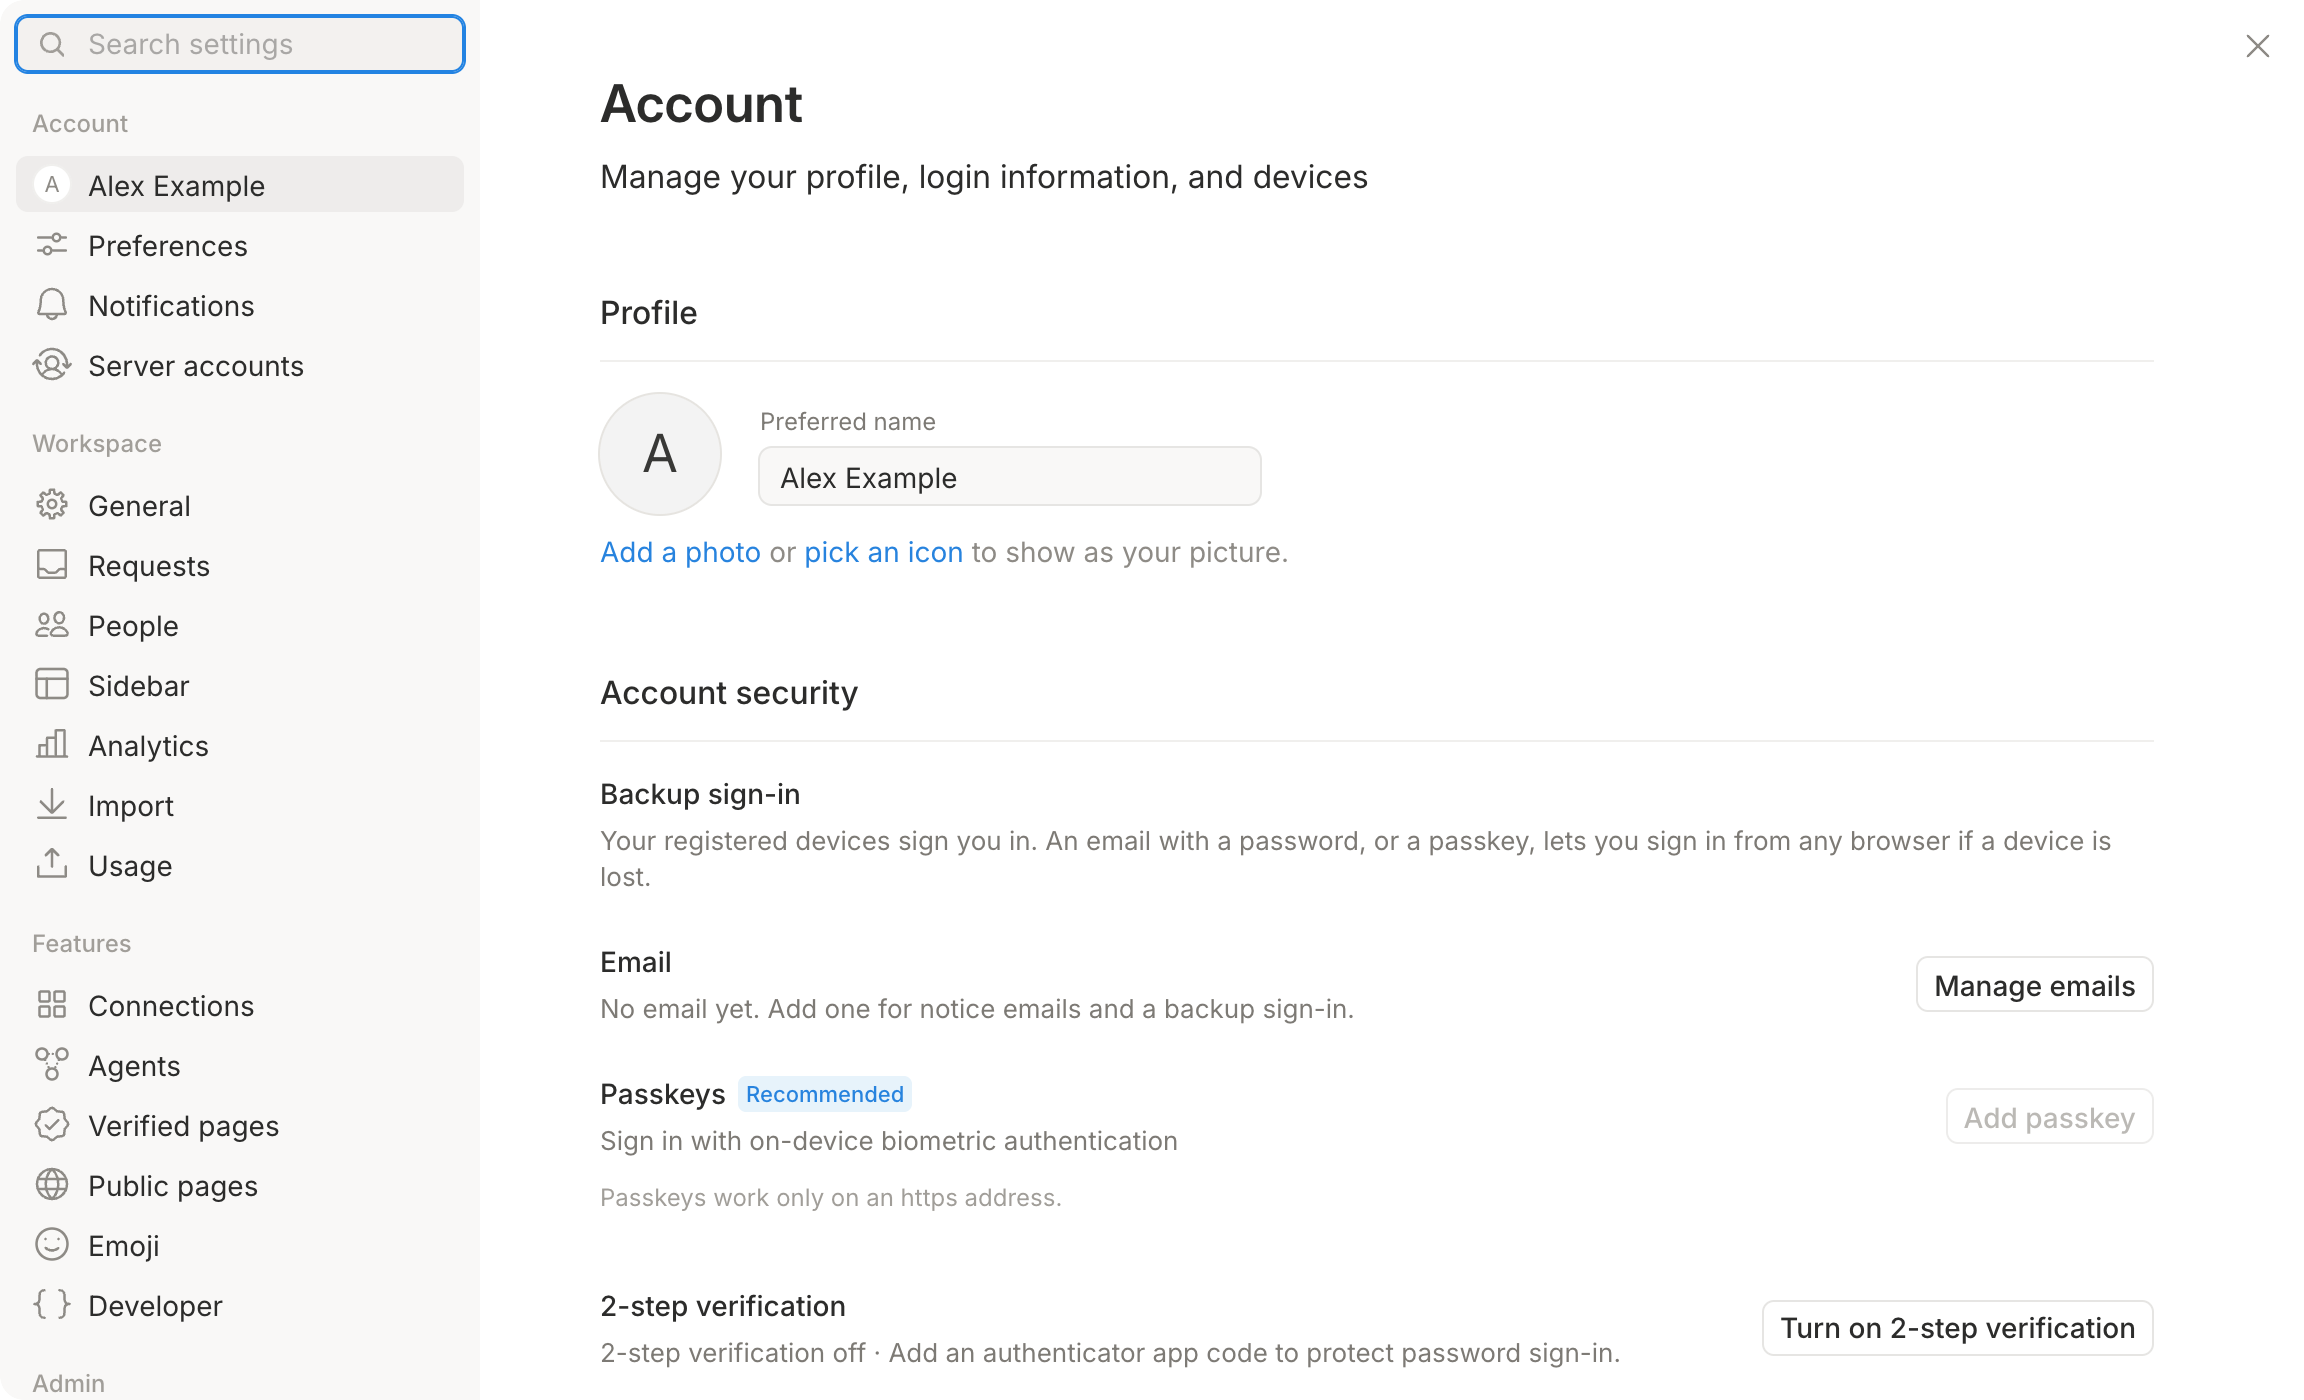 Search settings
Account
A
Alex Example
Preferences
Notifications
Server accounts
Workspace
General
Requests
People
Sidebar
Analytics
Import
Usage
Features
Connections
Agents
Verified pages
Public pages
Emoji
{ } Developer
Admin
Account
Manage your profile, login information, and devices
Profile
A
Preferred name
Alex Example
Add a photo or pick an icon to show as your picture.
Account security
Backup sign-in
Your registered devices sign you in. An email with a password, or a passkey, lets you sign in from any browser if a device is
lost.
Email
No email yet. Add one for notice emails and a backup sign-in.
Manage emails
Passkeys Recommended
Sign in with on-device biometric authentication
Add passkey
Passkeys work only on an https address.
2-step verification
2-step verification off · Add an authenticator app code to protect password sign-in.
Turn on 2-step verification